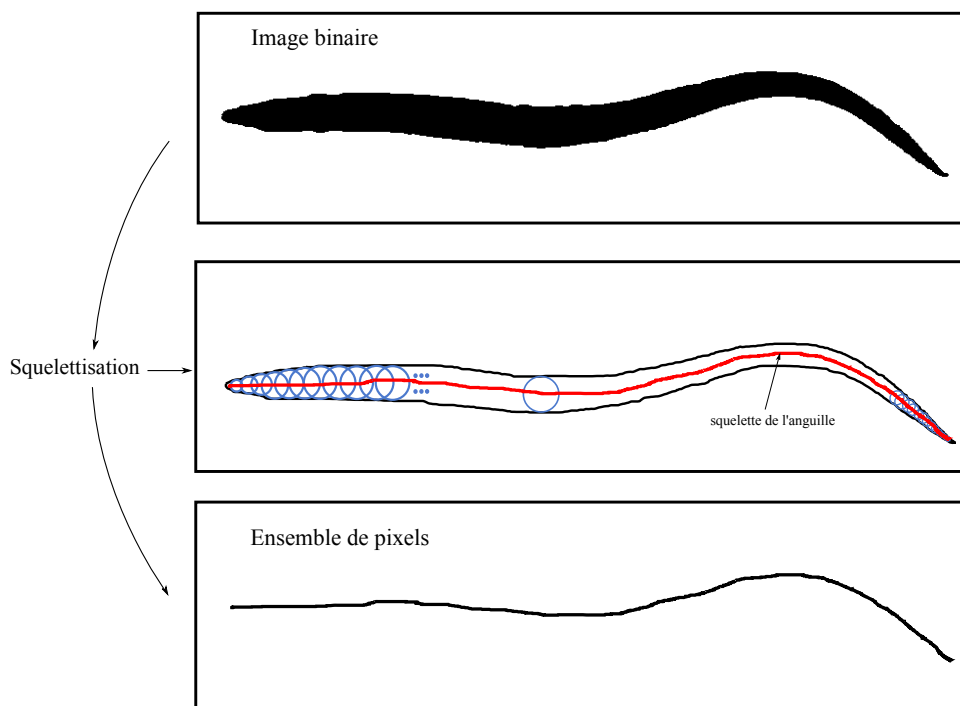 Image binaire
Squelettisation
squelette de l'anguille
Ensemble de pixels